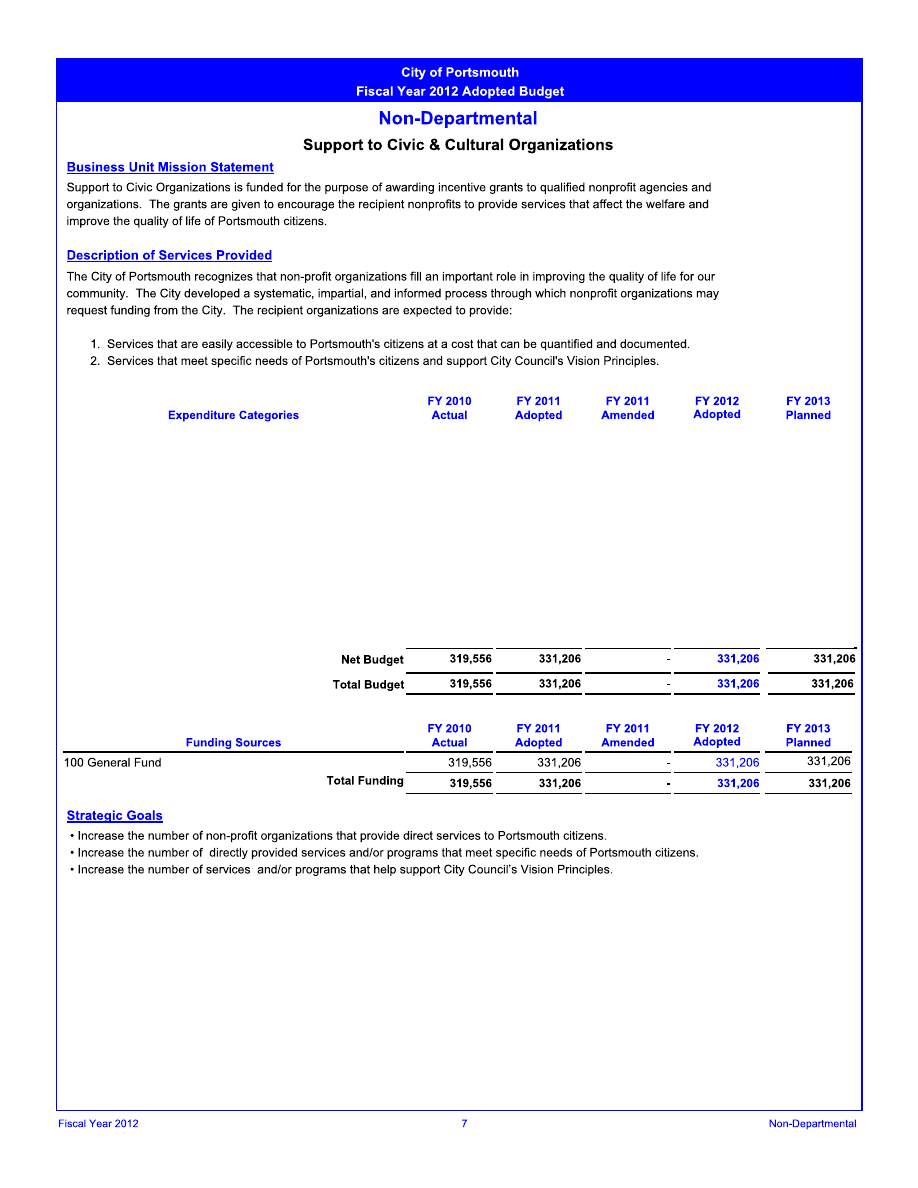 City of Portsmouth
Fiscal Year 2012 Adopted Budget
Non-Departmental
Support to Civic & Cultural Organizations
Business Unit Mission Statement
Support to Civic Organizations is funded for the purpose of awarding incentive grants to qualified nonprofit agencies and
organizations.  The grants are given to encourage the recipient nonprofits to provide services that affect the welfare and
improve the quality of life of Portsmouth citizens.
Description of Services Provided
The City of Portsmouth recognizes that non-profit organizations fill an important role in improving the quality of life for our
community.  The City developed a systematic, impartial, and informed process through which nonprofit organizations may
request funding from the City.  The recipient organizations are expected to provide:
1.  Services that are easily accessible to Portsmouth's citizens at a cost that can be quantified and documented.
2.  Services that meet specific needs of Portsmouth's citizens and support City Council's Vision Principles.
FY 2010 FY 2011 FY 2011 FY 2012 FY 2013
Expenditure Categories Actual Adopted Amended Adopted Planned
Net Budget 319,556 331,206 - 331,206 331,206
Total Budget 319,556 331,206 - 331,206 331,206
FY 2010 FY 2011 FY 2011 FY 2012 FY 2013
Funding Sources Actual Adopted Amended Adopted Planned
100 General Fund 319,556 331,206 - 331,206 331,206
Total Funding 319,556 331,206 - 331,206 331,206
Strategic Goals
• Increase the number of non-profit organizations that provide direct services to Portsmouth citizens.
• Increase the number of  directly provided services and/or programs that meet specific needs of Portsmouth citizens.
• Increase the number of services  and/or programs that help support City Council's Vision Principles.
Fiscal Year 2012 7 Non-Departmental